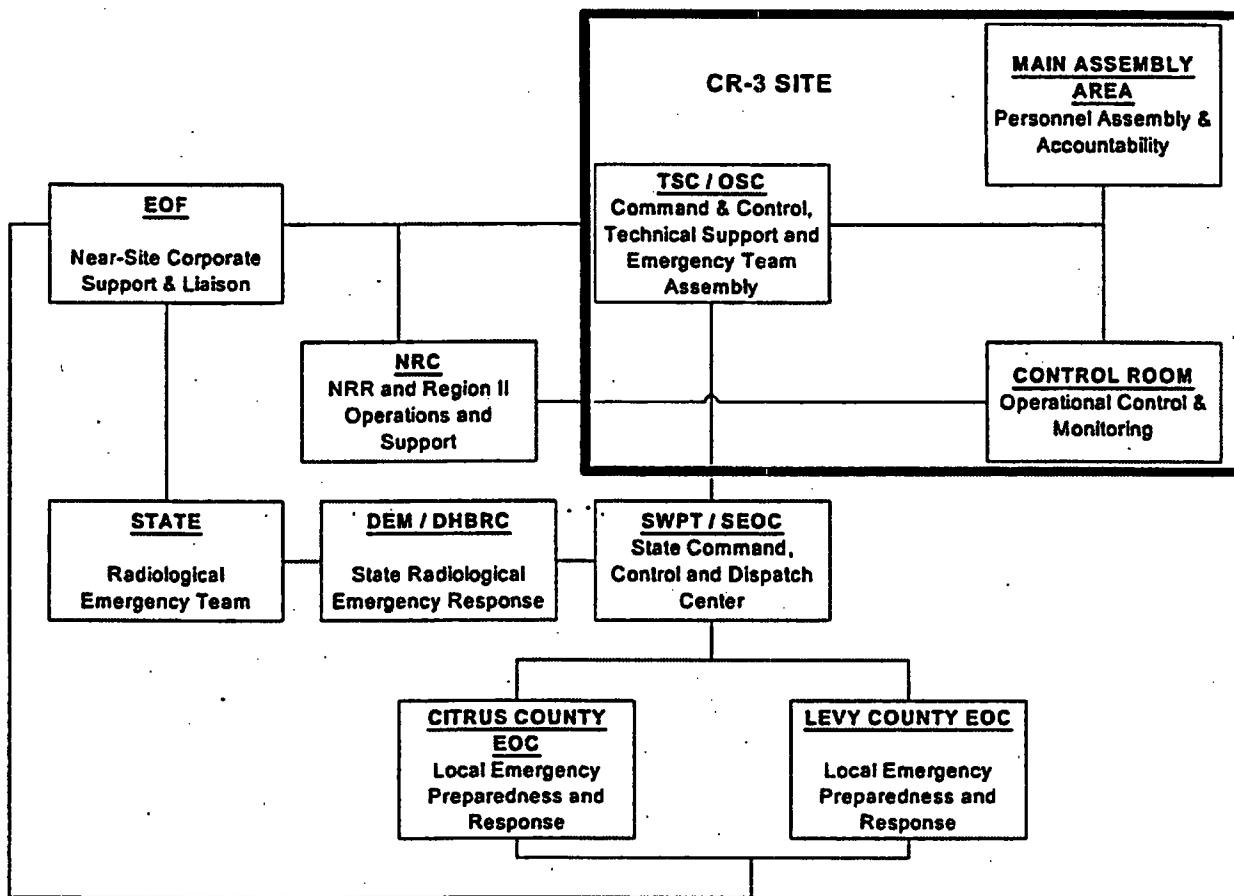 CR-3 SITE
MAIN ASSEMBLY
AREA
Personnel Assembly &
Accountability
TSC / OSC
Command & Control,
Technical Support and
Emergency Team
Assembly
EOF
Near-Site Corporate
Support & Liaison
NRC
NRR and Region II
Operations and
Support
CONTROL ROOM
Operational Control &
Monitoring
STATE
Radiological
Emergency Team
DEM / DHBRC
State Radiological
Emergency Response
SWPT / SEOC
State Command,
Control and Dispatch
Center
CITRUS COUNTY
EOC
Local Emergency
Preparedness and
Response
LEVY COUNTY EOC
Local Emergency
Preparedness and
Response